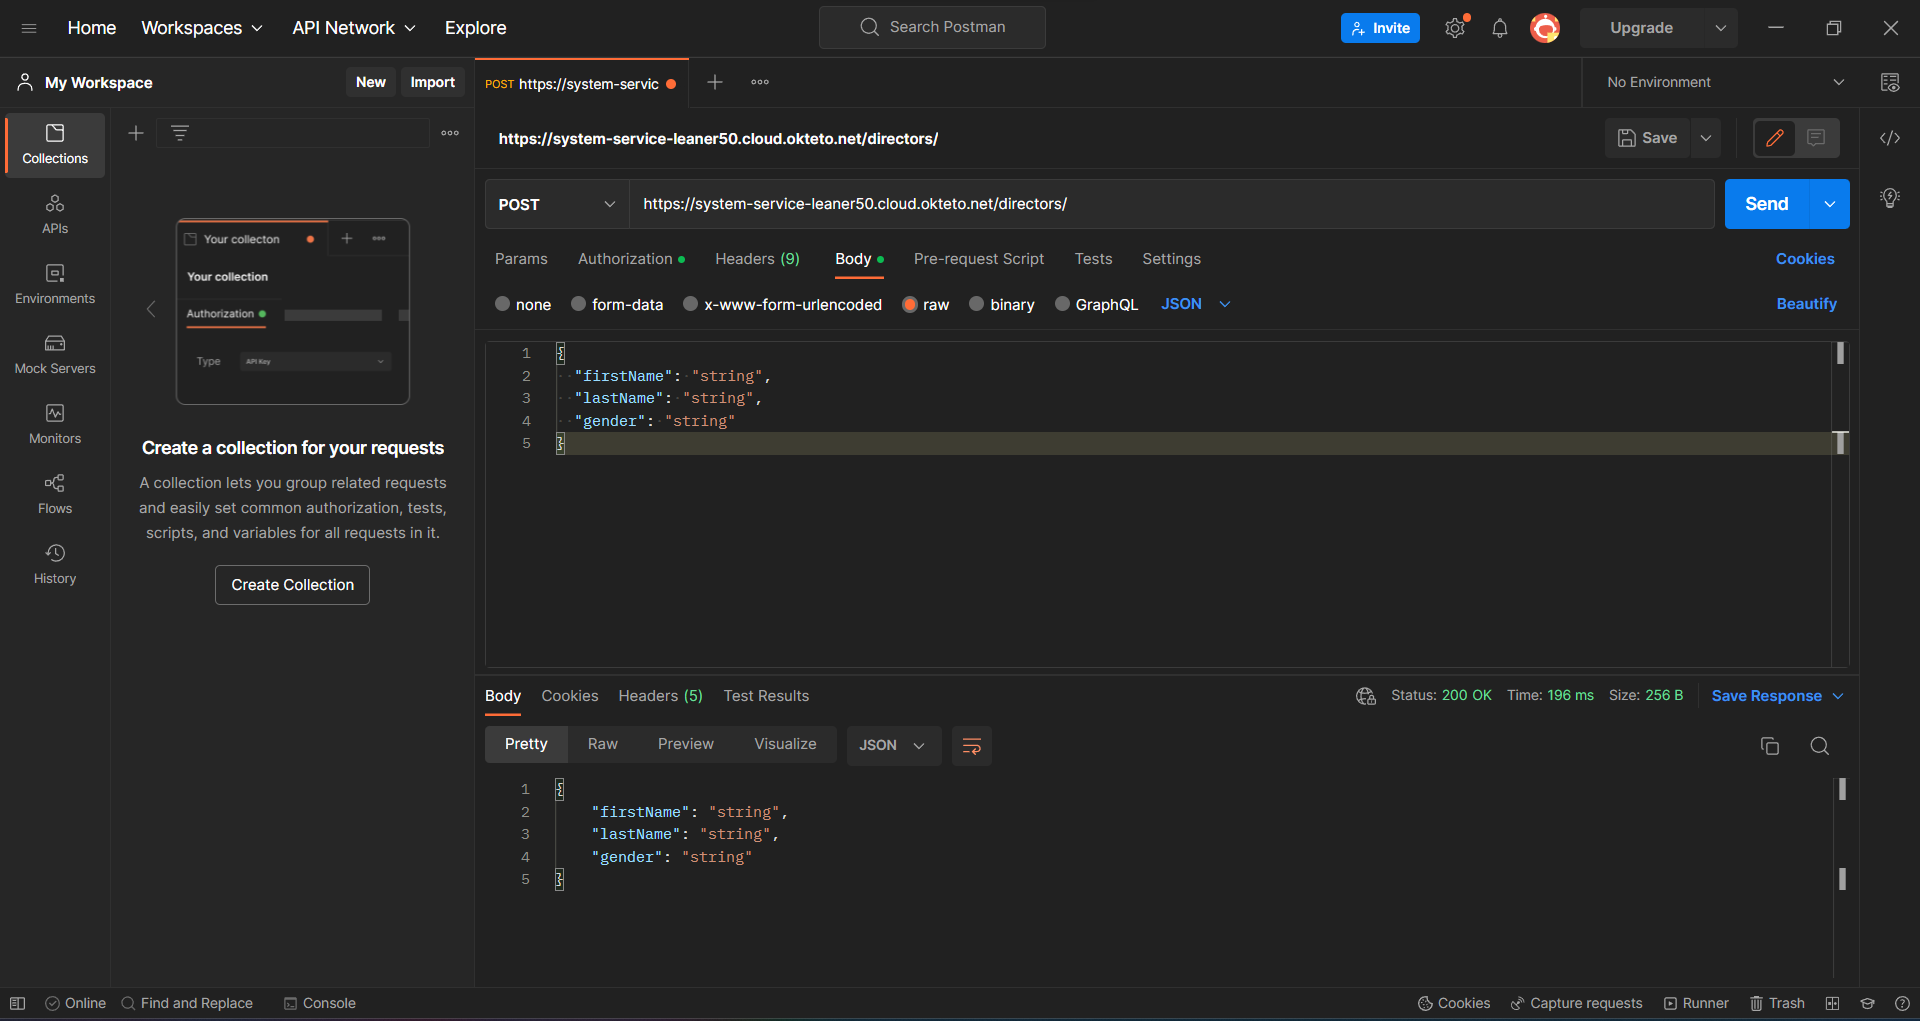 Home Workspaces API Network Explore Search Postman Invite Upgrade
My Workspace New Import POST https://system-servic No Environment
Collections
APIs
Environments
Mock Servers
Monitors
Flows
History
Your collecton
Your collection
Authorization
Type API Key
Create a collection for your requests
A collection lets you group related requests
and easily set common authorization, tests,
scripts, and variables for all requests in it.
Create Collection
https://system-service-leaner50.cloud.okteto.net/directors/ Save
POST https://system-service-leaner50.cloud.okteto.net/directors/ Send
Params Authorization Headers (9) Body Pre-request Script Tests Settings Cookies
none form-data x-www-form-urlencoded raw binary GraphQL JSON Beautify
1 {
2 "firstName": "string",
3 "lastName": "string",
4 "gender": "string"
5 }
Body Cookies Headers (5) Test Results Status: 200 OK Time: 196 ms Size: 256 B Save Response
Pretty Raw Preview Visualize JSON
1 {
2 "firstName": "string",
3 "lastName": "string",
4 "gender": "string"
5 }
Online Find and Replace Console Cookies Capture requests Runner Trash